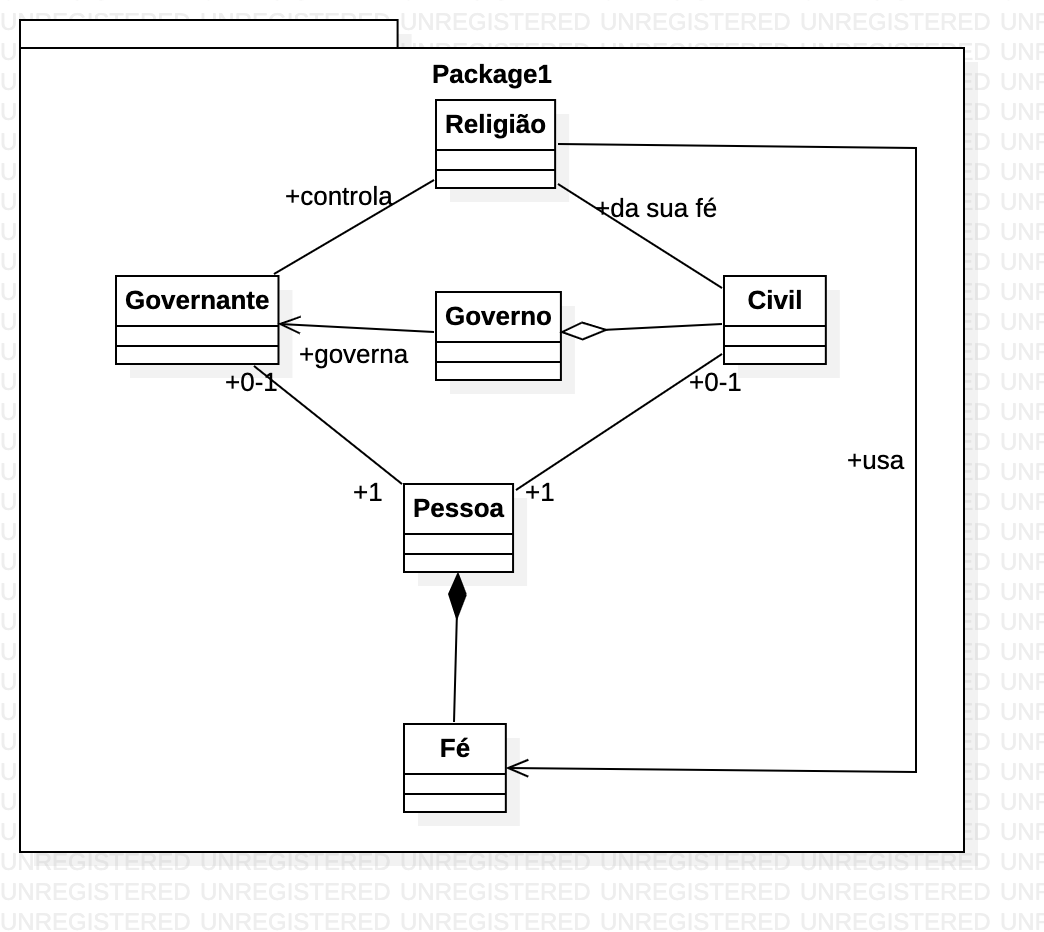 UNREGISTERED UNREGISTERED UNREGISTERED UNREGISTERED UNREGISTERED UNR
Package1
Religião
+controla
+da sua fé
Governante
Governo
Civil
+governa
+0-1
+0-1
+usa
+1
+1
Pessoa
Fé
UNREGISTERED UNREGISTERED UNREGISTERED UNREGISTERED UNREGISTERED UNR
UNREGISTERED UNREGISTERED UNREGISTERED UNREGISTERED UNREGISTERED UNR
UNREGISTERED UNREGISTERED UNREGISTERED UNREGISTERED UNREGISTERED UNR